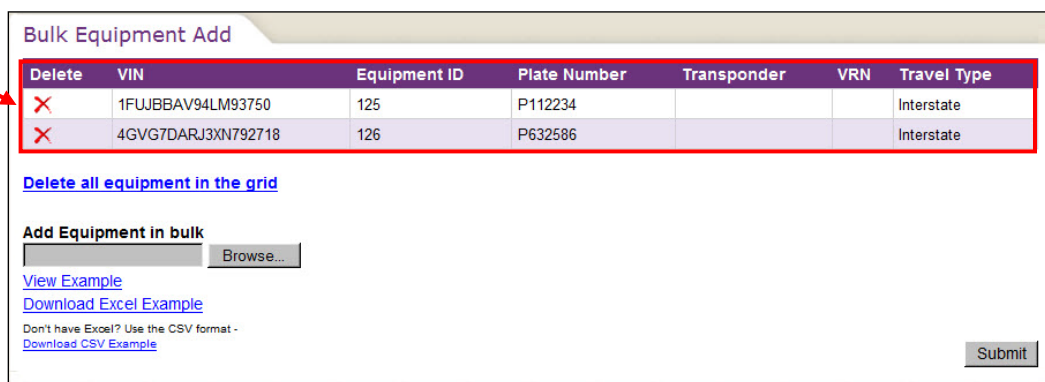 Bulk Equipment Add
Delete VIN Equipment ID Plate Number Transponder VRN Travel Type
1FUJBBAV94LM93750 125 P112234 Interstate
4GVG7DARJ3XN792718 126 P632586 Interstate
Delete all equipment in the grid
Add Equipment in bulk
Browse...
View Example
Download Excel Example
Don't have Excel? Use the CSV format -
Download CSV Example
Submit